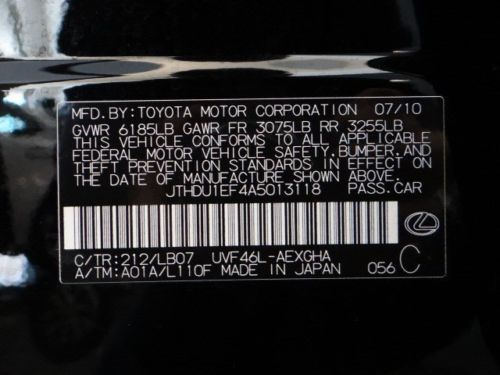 MFD. BY: TOYOTA MOTOR CORPORATION 07/10
GVWR 6185LB GAWR FR 3075LB RR 3255LB
THIS VEHICLE CONFORMS TO ALL APPLICABLE
FEDERAL MOTOR VEHICLE SAFETY, BUMPER, AND
THEFT PREVENTION STANDARDS IN EFFECT ON
THE DATE OF MANUFACTURE SHOWN ABOVE.
JTHDU1EF4A5013118 PASS. CAR
C/TR: 212/LB07 UVF46L-AEXGHA
A/TM: A01A/L110F MADE IN JAPAN 056 C